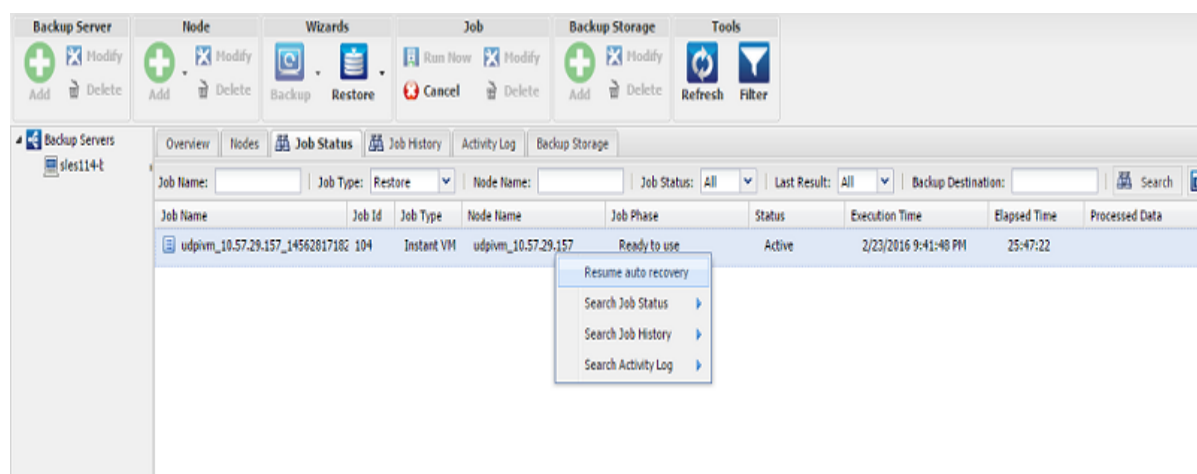 Backup Server Node Wizards Job Backup Storage Tools
Modify Modify Run Now Modify Modify
Add Delete Add Delete Backup Restore Cancel Delete Add Delete Refresh Filter
Backup Servers
sles114-t
Overview Nodes Job Status Job History Activity Log Backup Storage
Job Name: Job Type: Restore Node Name: Job Status: All Last Result: All Backup Destination: Search
Job Name Job Id Job Type Node Name Job Phase Status Execution Time Elapsed Time Processed Data
udpivm_10.57.29.157_14562817182 104 Instant VM udpivm_10.57.29.157 Ready to use Active 2/23/2016 9:41:48 PM 25:47:22
Resume auto recovery
Search Job Status
Search Job History
Search Activity Log